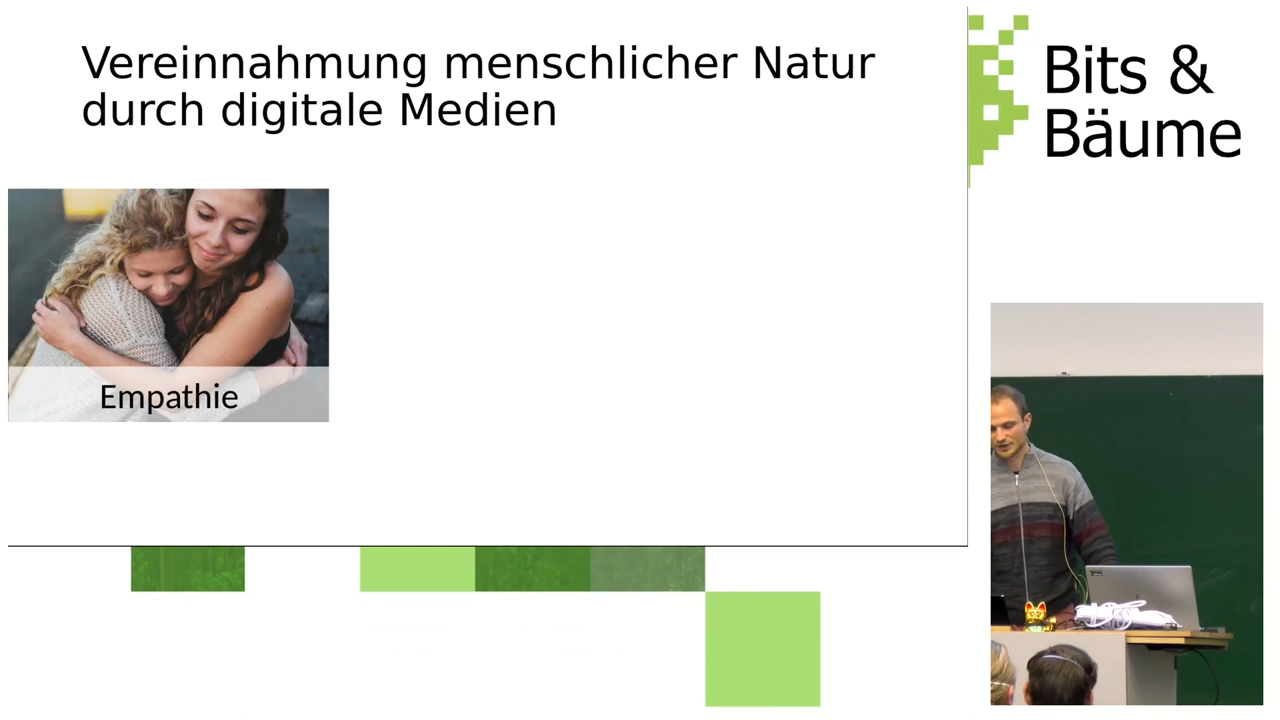 Vereinnahmung menschlicher Natur
durch digitale Medien
Bits &
Bäume
Empathie